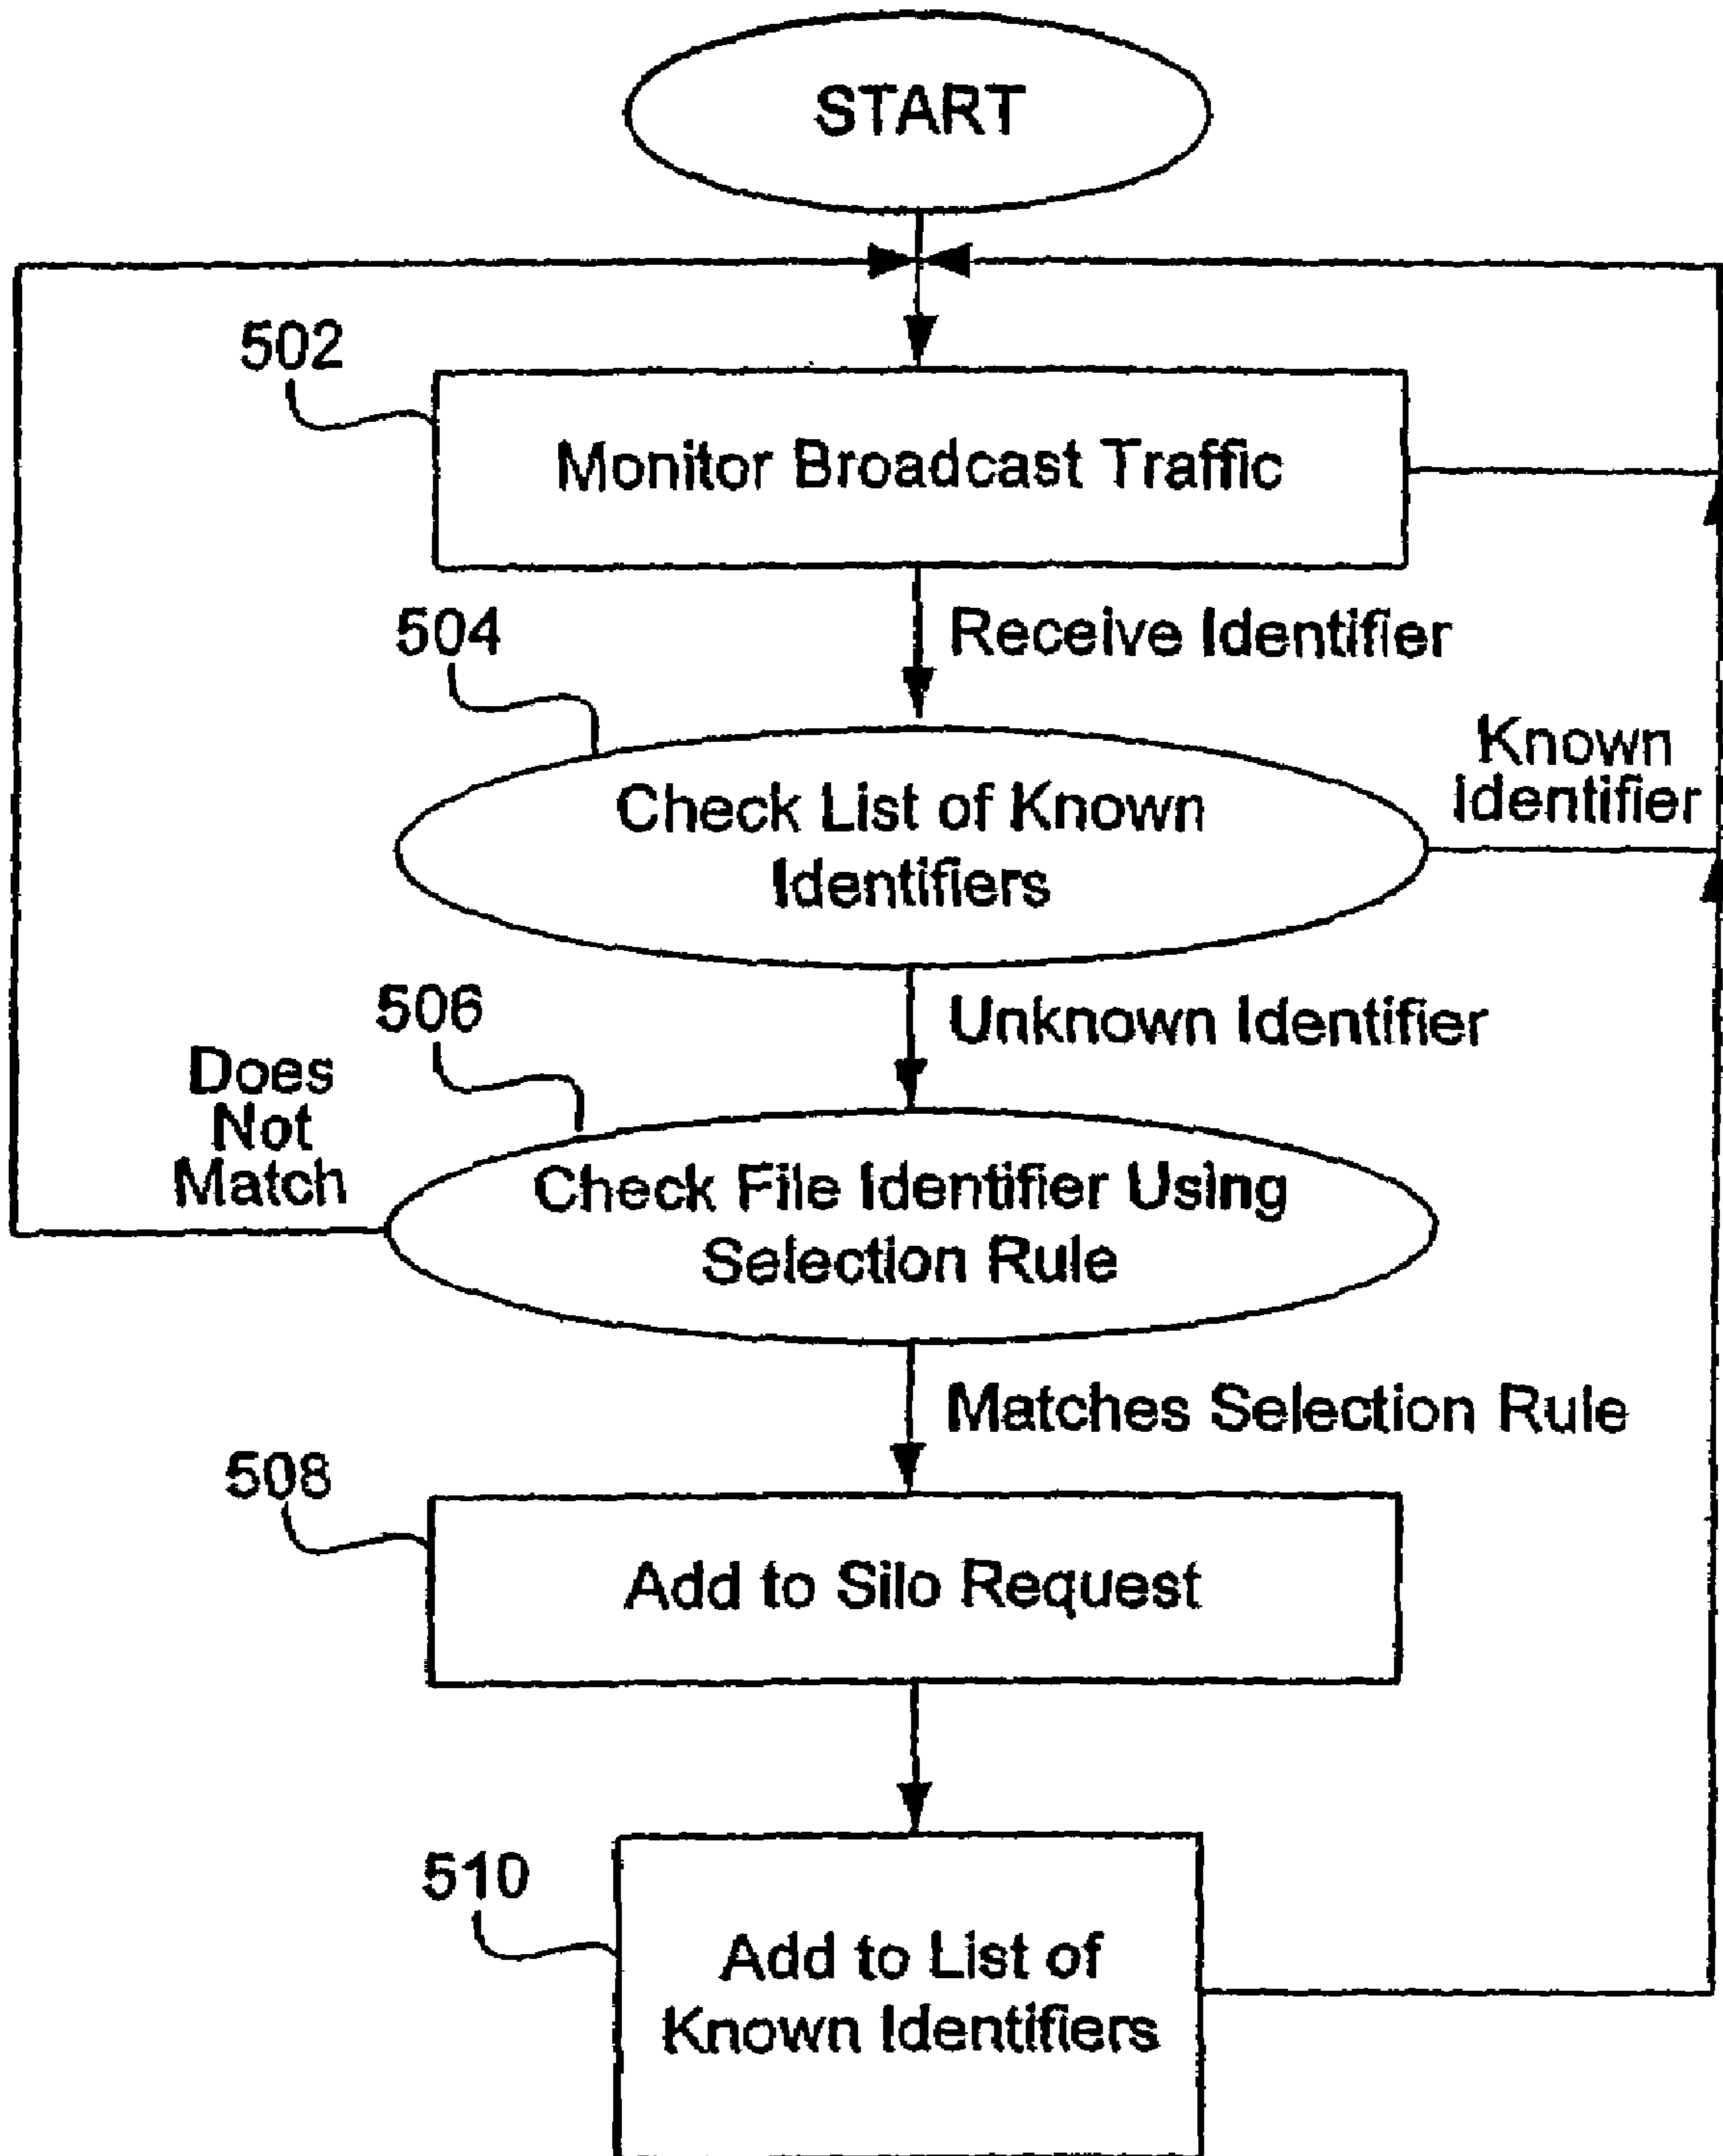 START
502
Monitor Broadcast Traffic
504
Receive Identifier
Check List of Known
Identifiers
Known
Identifier
506
Unknown Identifier
Does
Not
Match
Check File Identifier Using
Selection Rule
Matches Selection Rule
508
Add to Silo Request
510
Add to List of
Known Identifiers